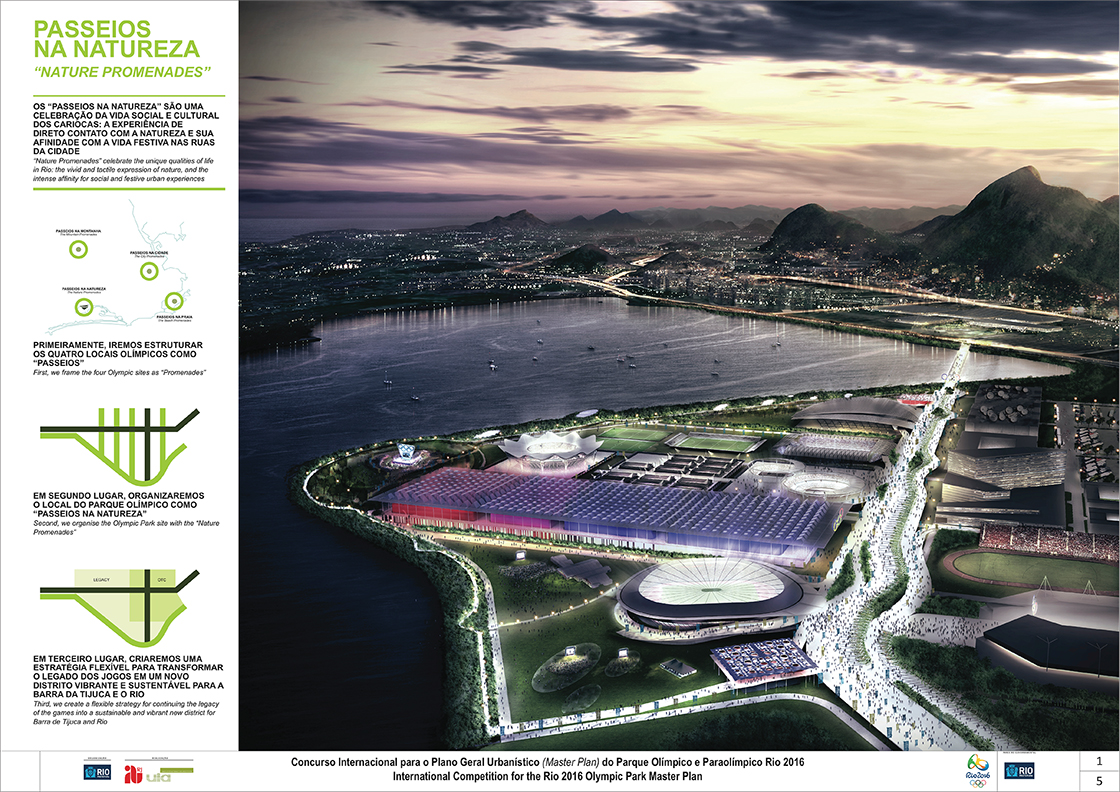 PASSEIOS
NA NATUREZA
“NATURE PROMENADES”
OS “PASSEIOS NA NATUREZA” SÃO UMA
CELEBRAÇÃO DA VIDA SOCIAL E CULTURAL
DOS CARIOCAS: A EXPERIÊNCIA DE
DIRETO CONTATO COM A NATUREZA E SUA
AFINIDADE COM A VIDA FESTIVA NAS RUAS
DA CIDADE
“Nature Promenades” celebrate the unique qualities of life
in Rio: the vivid and tactile expression of nature, and the
intense affinity for social and festive urban experiences
PASSEIOS NA MONTANHA
The Mountain Promenades
PASSEIOS NA CIDADE
The City Promenades
PASSEIOS NA NATUREZA
The Nature Promenades
PASSEIOS NA PRAIA
The Beach Promenades
PRIMEIRAMENTE, IREMOS ESTRUTURAR
OS QUATRO LOCAIS OLÍMPICOS COMO
“PASSEIOS”
First, we frame the four Olympic sites as “Promenades”
EM SEGUNDO LUGAR, ORGANIZAREMOS
O LOCAL DO PARQUE OLÍMPICO COMO
“PASSEIOS NA NATUREZA”
Second, we orgenise the Olympic Park site with the “Nature
Promenades”
LEGACY
OPG
EM TERCEIRO LUGAR, CRIAREMOS UMA
ESTRATÉGIA FLEXÍVEL PARA TRANSFORMAR
O LEGADO DOS JOGOS EM UM NOVO
DISTRITO VIBRANTE E SUSTENTÁVEL PARA A
BARRA DA TIJUCA E O RIO
Third, we create a flexible strategy for continuing the legacy
of the games into a sustainable and vibrant new district for
Barra de Tijuca and Rio
RIO
iab
uia
Concurso Internacional para o Plano Geral Urbanístico (Master Plan) do Parque Olímpico e Paraolímpico Rio 2016
International Competition for the Rio 2016 Olympic Park Master Plan
Rio2016
RIO
1
5